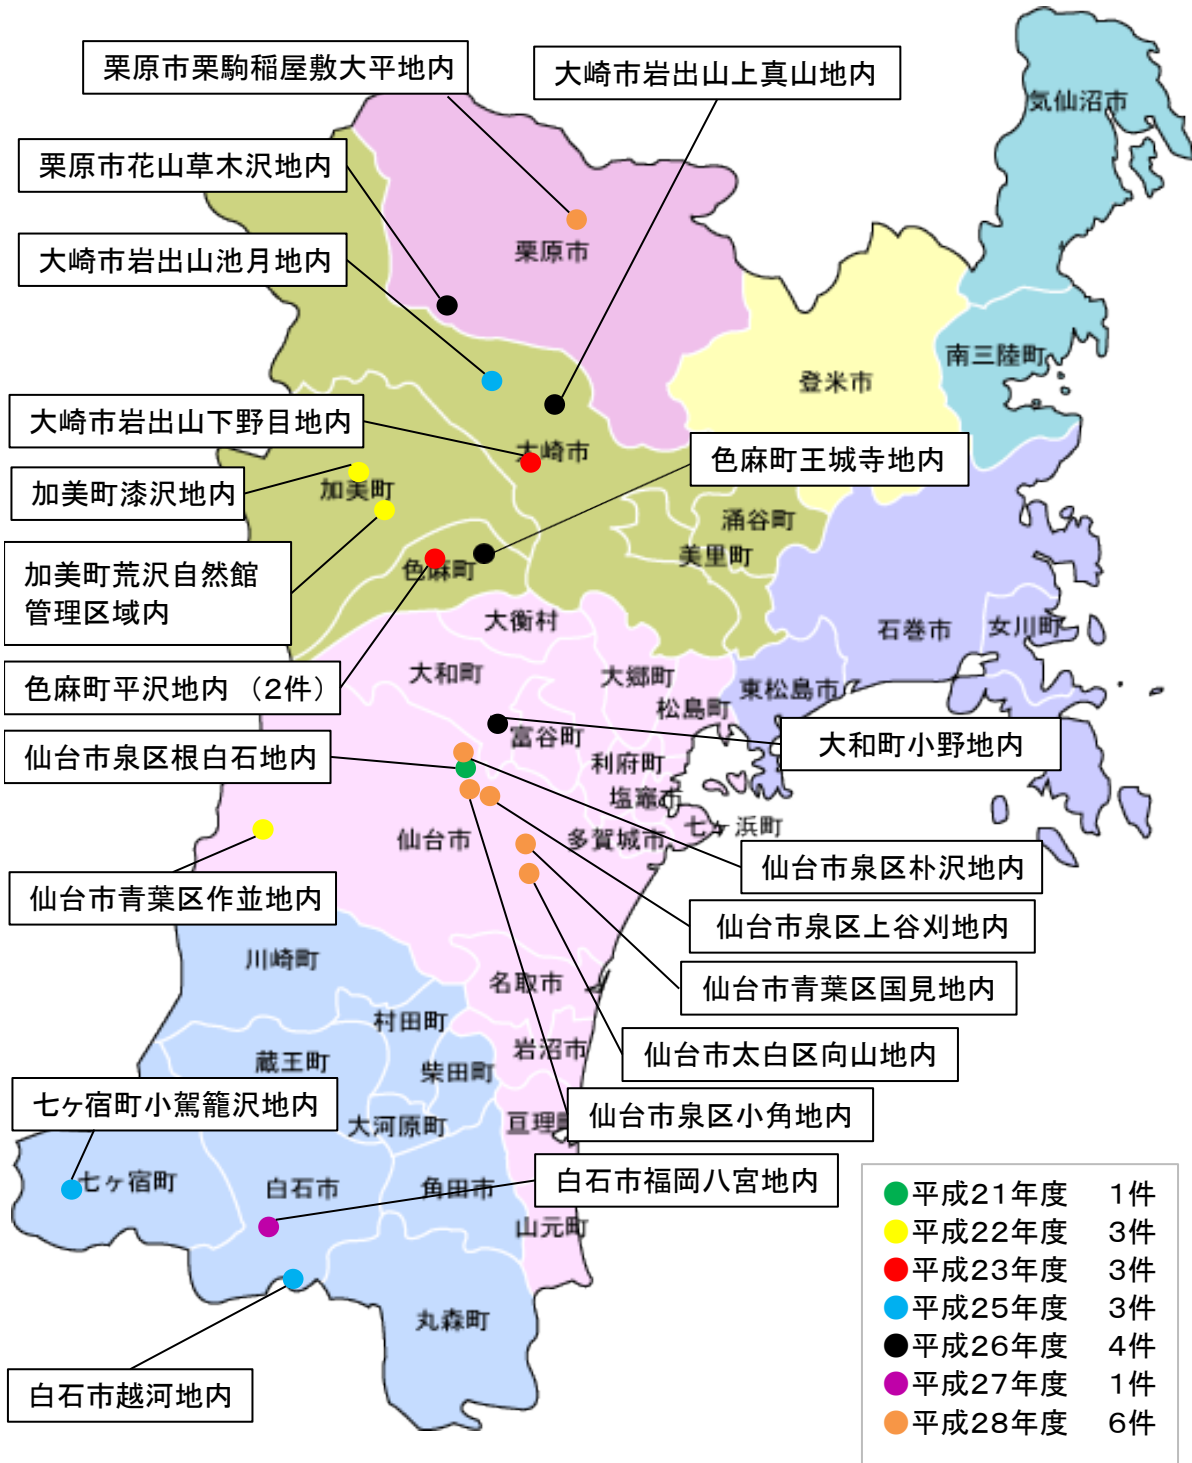 栗原市栗駒稲屋敷大平地内
大崎市岩出山上真山地内
気仙沼市
栗原市花山草木沢地内
栗原市
大崎市岩出山池月地内
南三陸町
登米市
大崎市岩出山下野目地内
大崎市
色麻町王城寺地内
加美町漆沢地内
加美町
涌谷町
美里町
加美町荒沢自然館
管理区域内
色麻町
大衡村
石巻市
女川町
大和町
大郷町
色麻町平沢地内 (2件)
東松島市
松島町
富谷町
大和町小野地内
仙台市泉区根白石地内
利府町
塩竈市
七ヶ浜町
仙台市
多賀城市
仙台市泉区朴沢地内
仙台市青葉区作並地内
仙台市泉区上谷刈地内
川崎町
名取市
仙台市青葉区国見地内
村田町
岩沼市
仙台市太白区向山地内
蔵王町
柴田町
七ヶ宿町小駕籠沢地内
仙台市泉区小角地内
大河原町
亘理町
白石市福岡八宮地内
七ヶ宿町
白石市
角田市
山元町
丸森町
白石市越河地内
平成21年度 1件
平成22年度 3件
平成23年度 3件
平成25年度 3件
平成26年度 4件
平成27年度 1件
平成28年度 6件